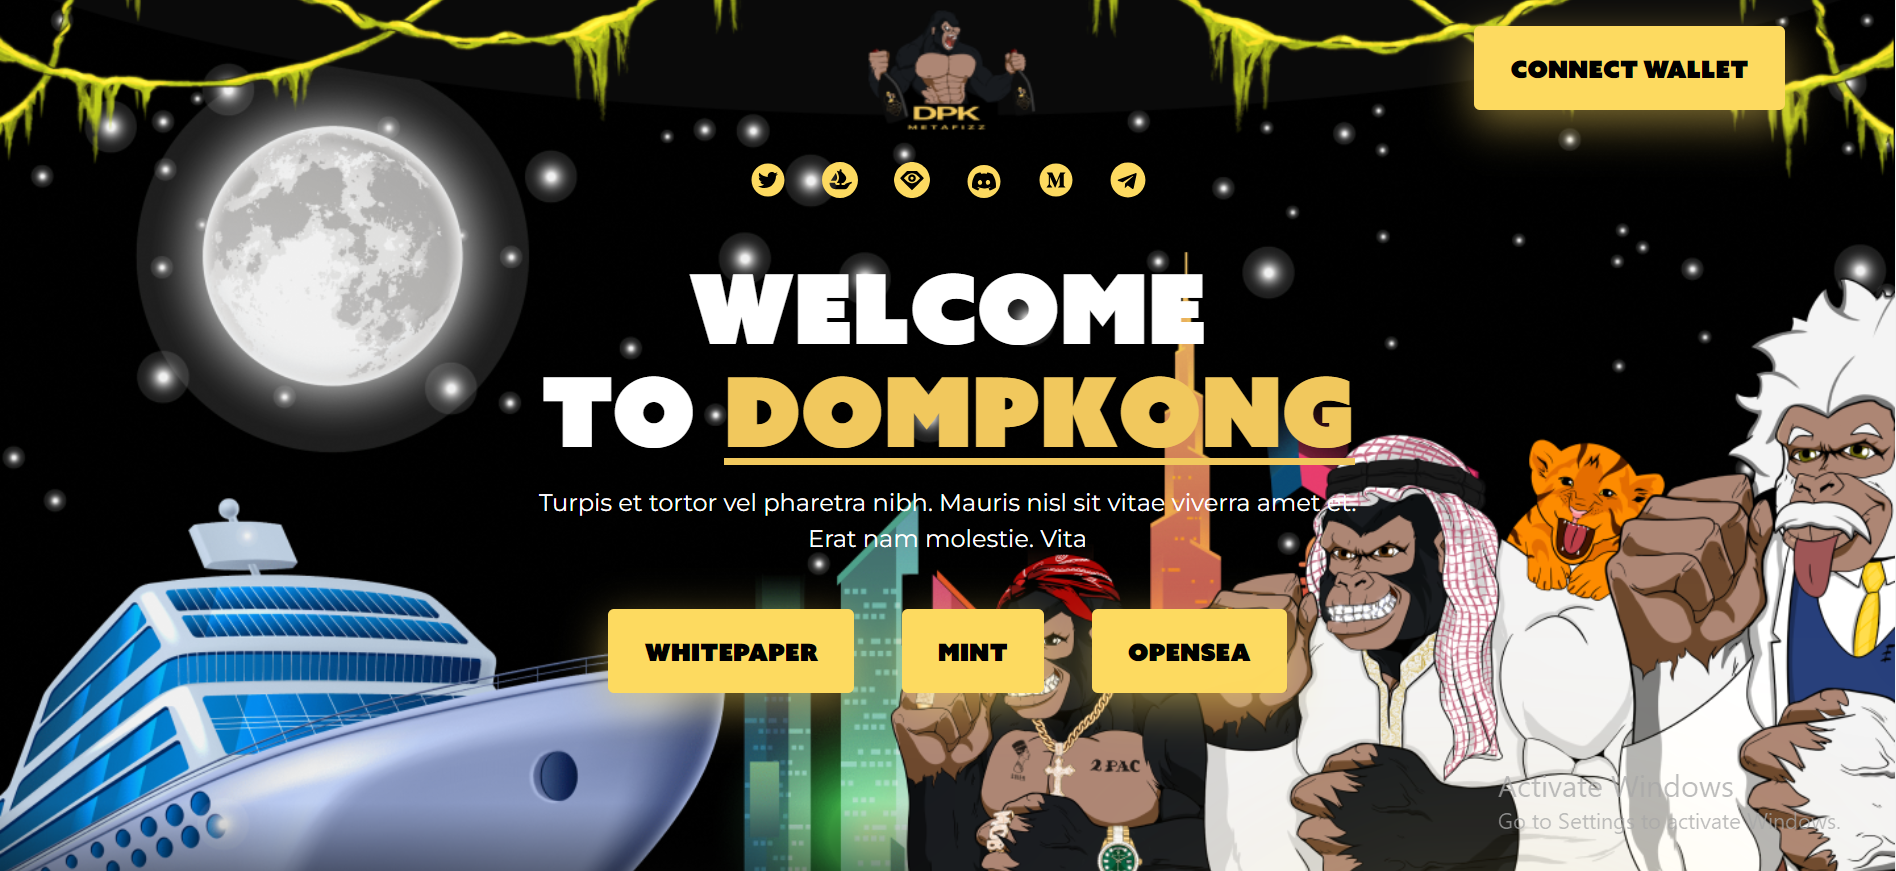 DPK
METAFIZZ
CONNECT WALLET
WELCOME
TO DOMPKONG
Turpis et tortor vel pharetra nibh. Mauris nisl sit vitae viverra amet et.
Erat nam molestie. Vita
WHITEPAPER
MINT
OPENSEA
2PAC
Activate Windows
Go to Settings to activate Windows.